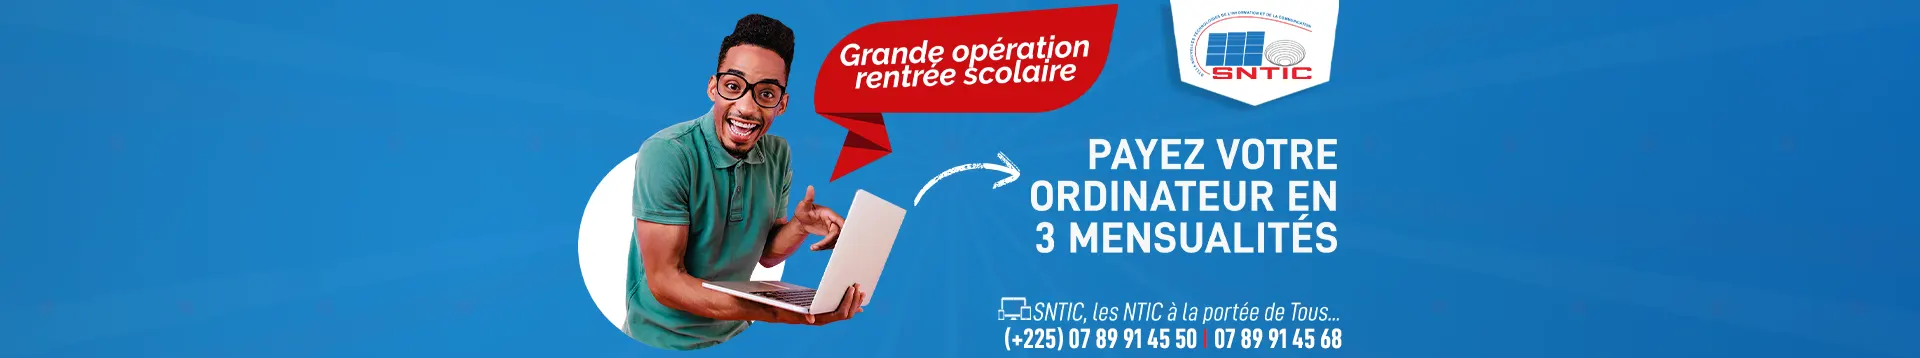 Grande opération
rentrée scolaire
SNTIC
PAYEZ VOTRE
ORDINATEUR EN
3 MENSUALITÉS
SNTIC, les NTIC à la portée de Tous...
(+225) 07 89 91 45 50 | 07 89 91 45 68